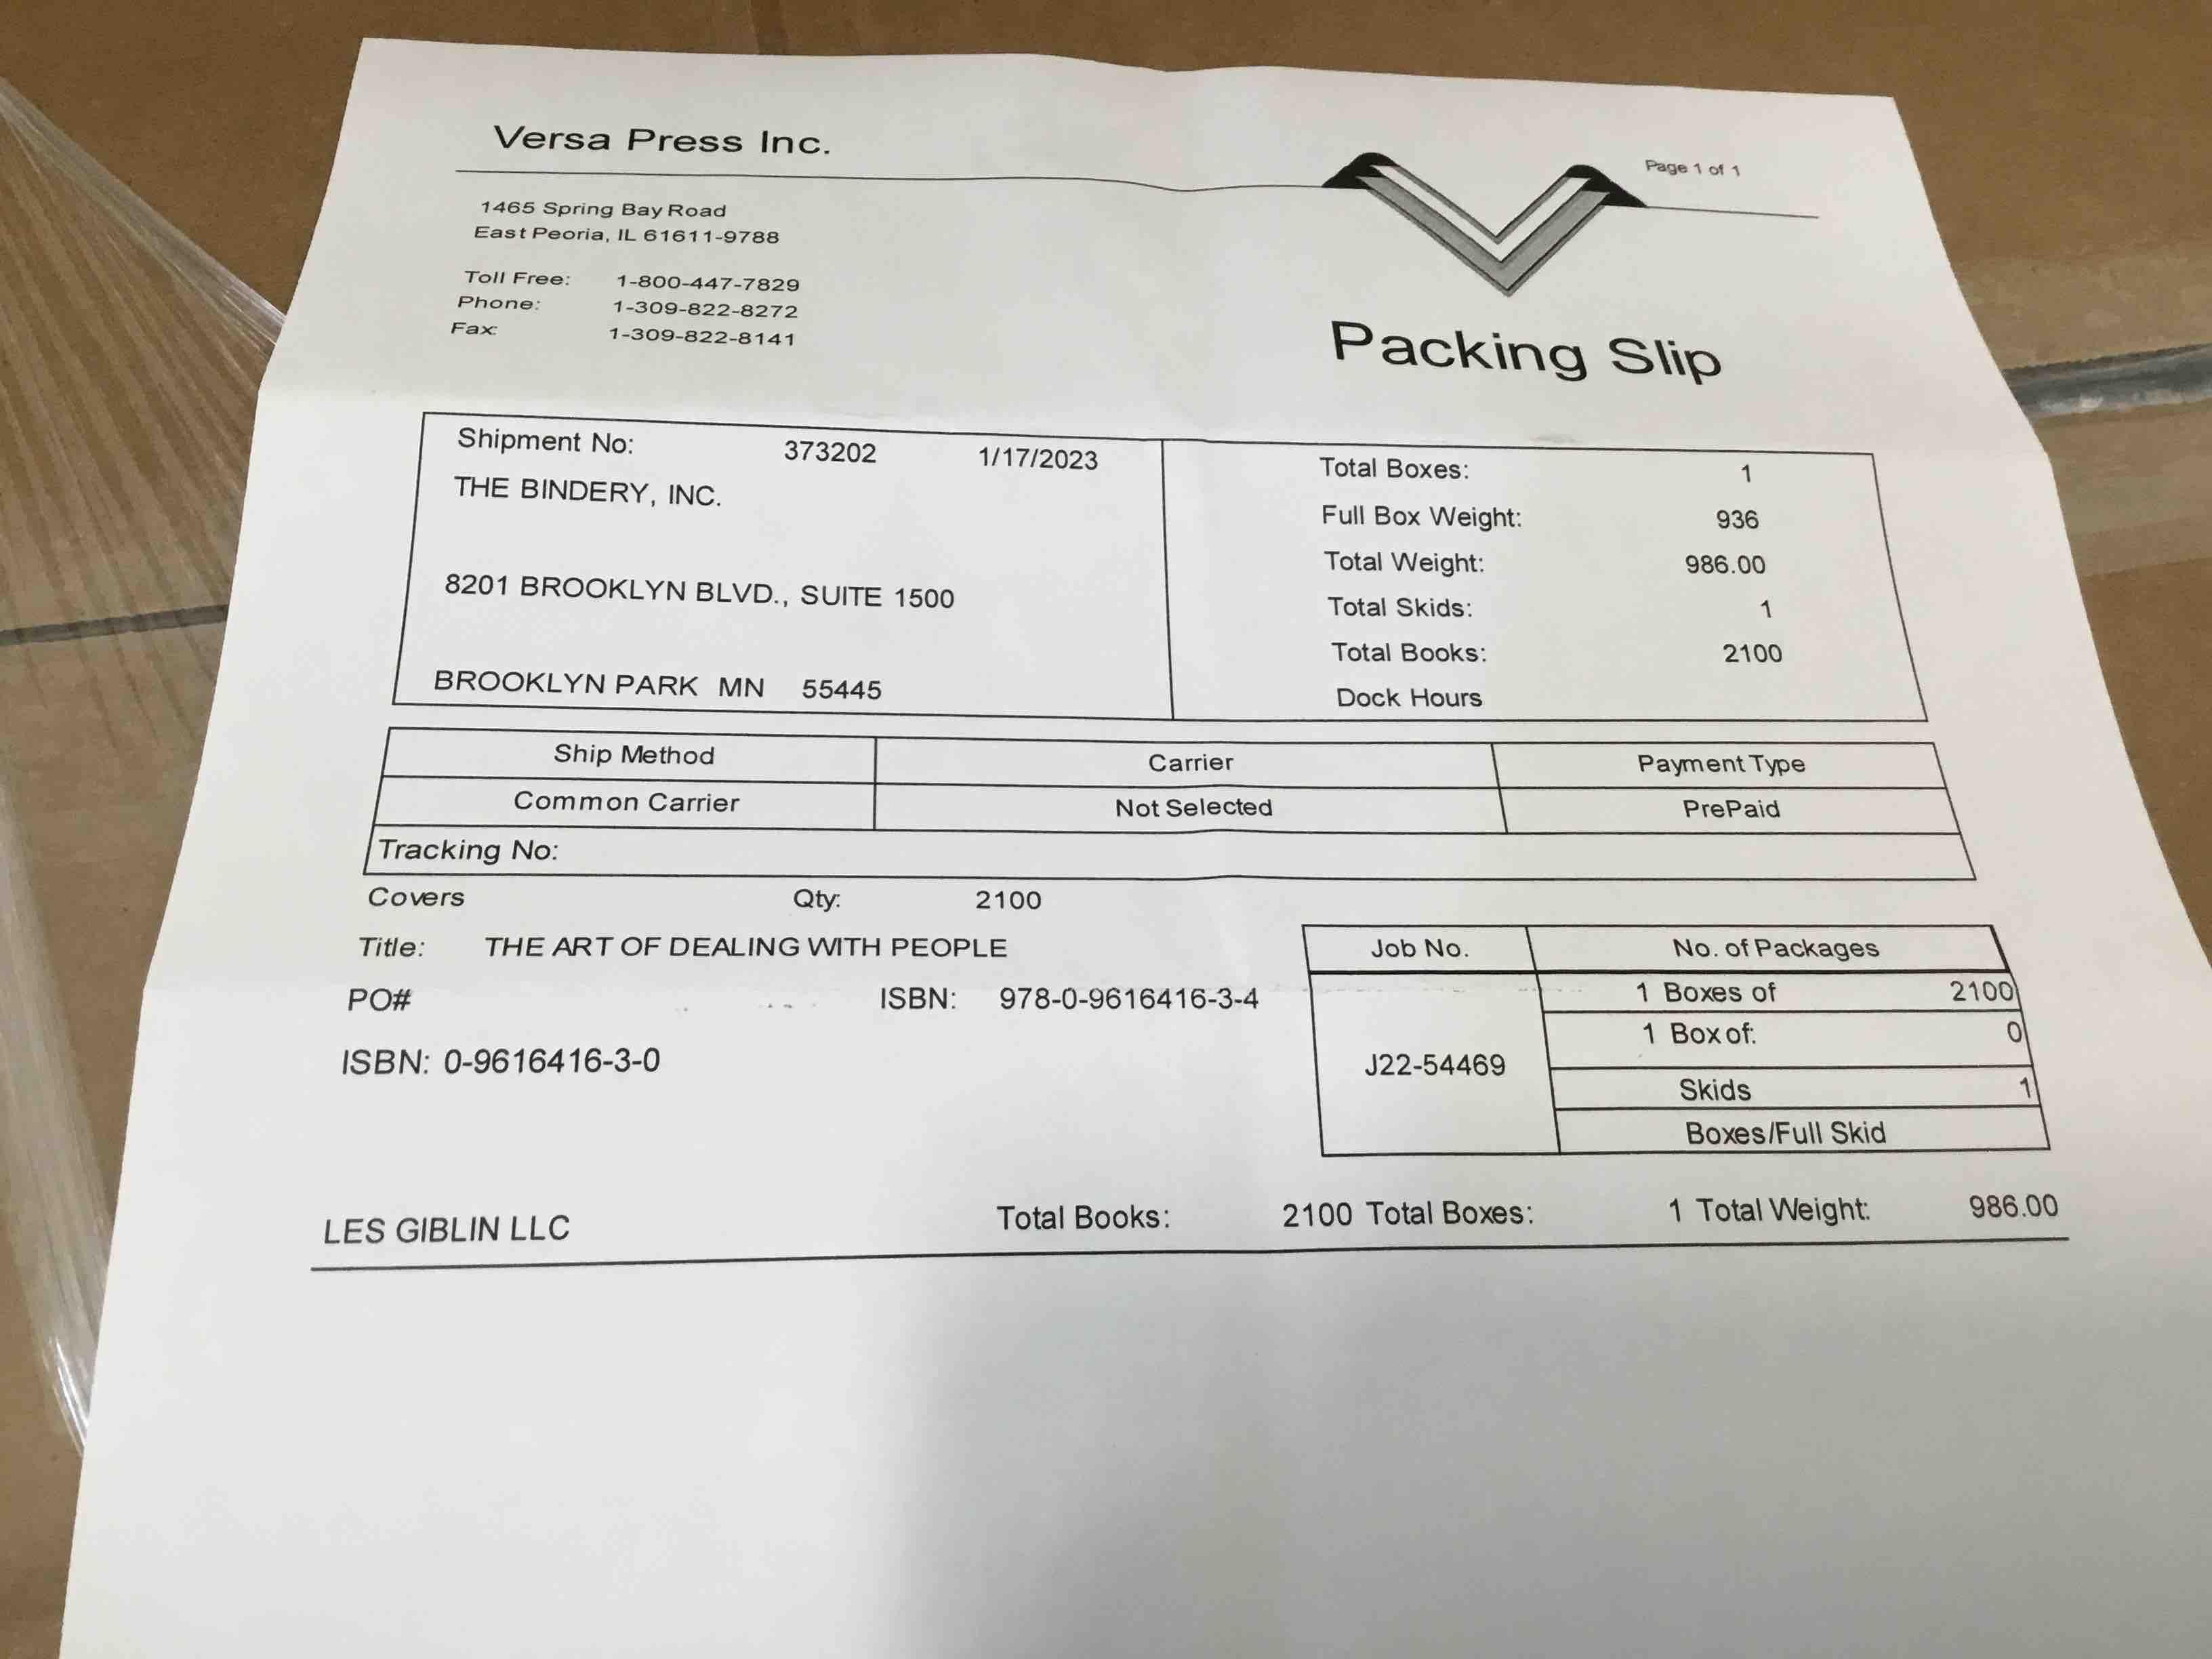 Versa Press Inc.
Page 1 of 1
1465 Spring Bay Road
East Peoria, IL 61611-9788
Toll Free: 1-800-447-7829
Phone: 1-309-822-8272
Fax: 1-309-822-8141
Packing Slip
Shipment No: 373202 1/17/2023
THE BINDERY, INC.
8201 BROOKLYN BLVD., SUITE 1500
BROOKLYN PARK MN 55445
Total Boxes: 1
Full Box Weight: 936
Total Weight: 986.00
Total Skids: 1
Total Books: 2100
Dock Hours
Ship Method Carrier Payment Type
Common Carrier Not Selected PrePaid
Tracking No:
Covers Qty: 2100
Title: THE ART OF DEALING WITH PEOPLE
PO# ISBN: 978-0-9616416-3-4
ISBN: 0-9616416-3-0
Job No. No. of Packages
1 Boxes of 2100
1 Box of: 0
J22-54469
Skids 1
Boxes/Full Skid
LES GIBLIN LLC Total Books: 2100 Total Boxes: 1 Total Weight: 986.00